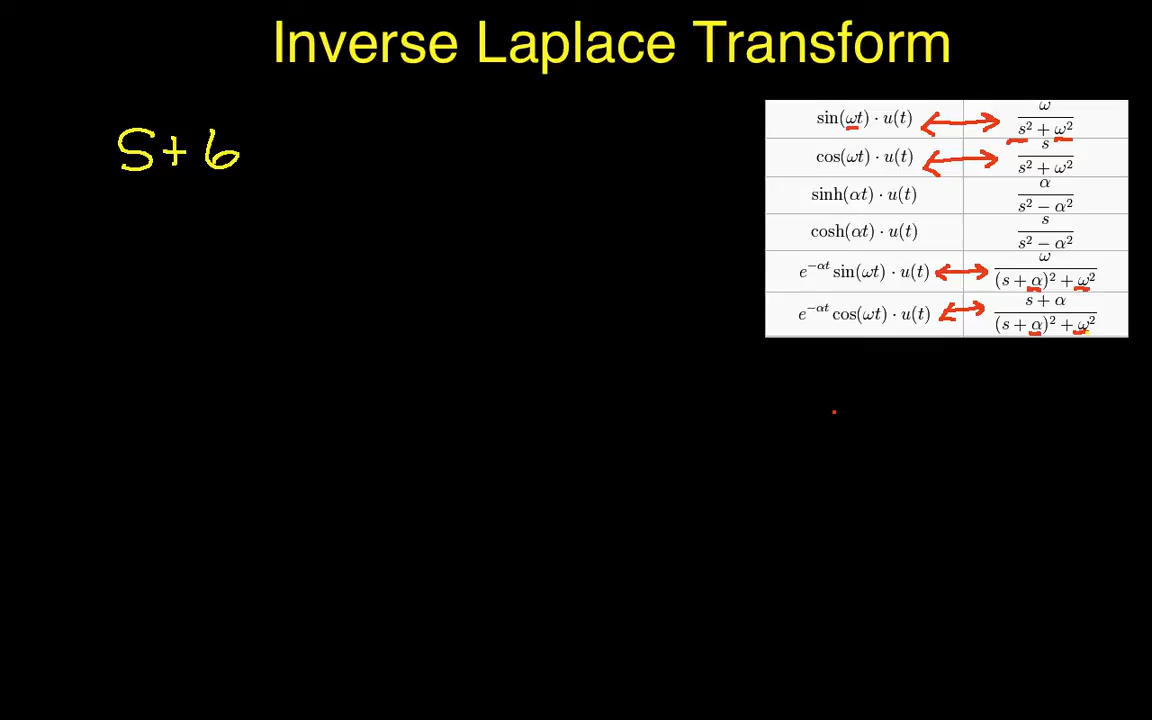 Inverse Laplace Transform
S+6
sin(ωt) · u(t) ω/(s² + ω²)
cos(ωt) · u(t) s/(s² + ω²)
sinh(αt) · u(t) α/(s² − α²)
cosh(αt) · u(t) s/(s² − α²)
e^{−αt} sin(ωt) · u(t) ω/((s + α)² + ω²)
e^{−αt} cos(ωt) · u(t) (s + α)/((s + α)² + ω²)